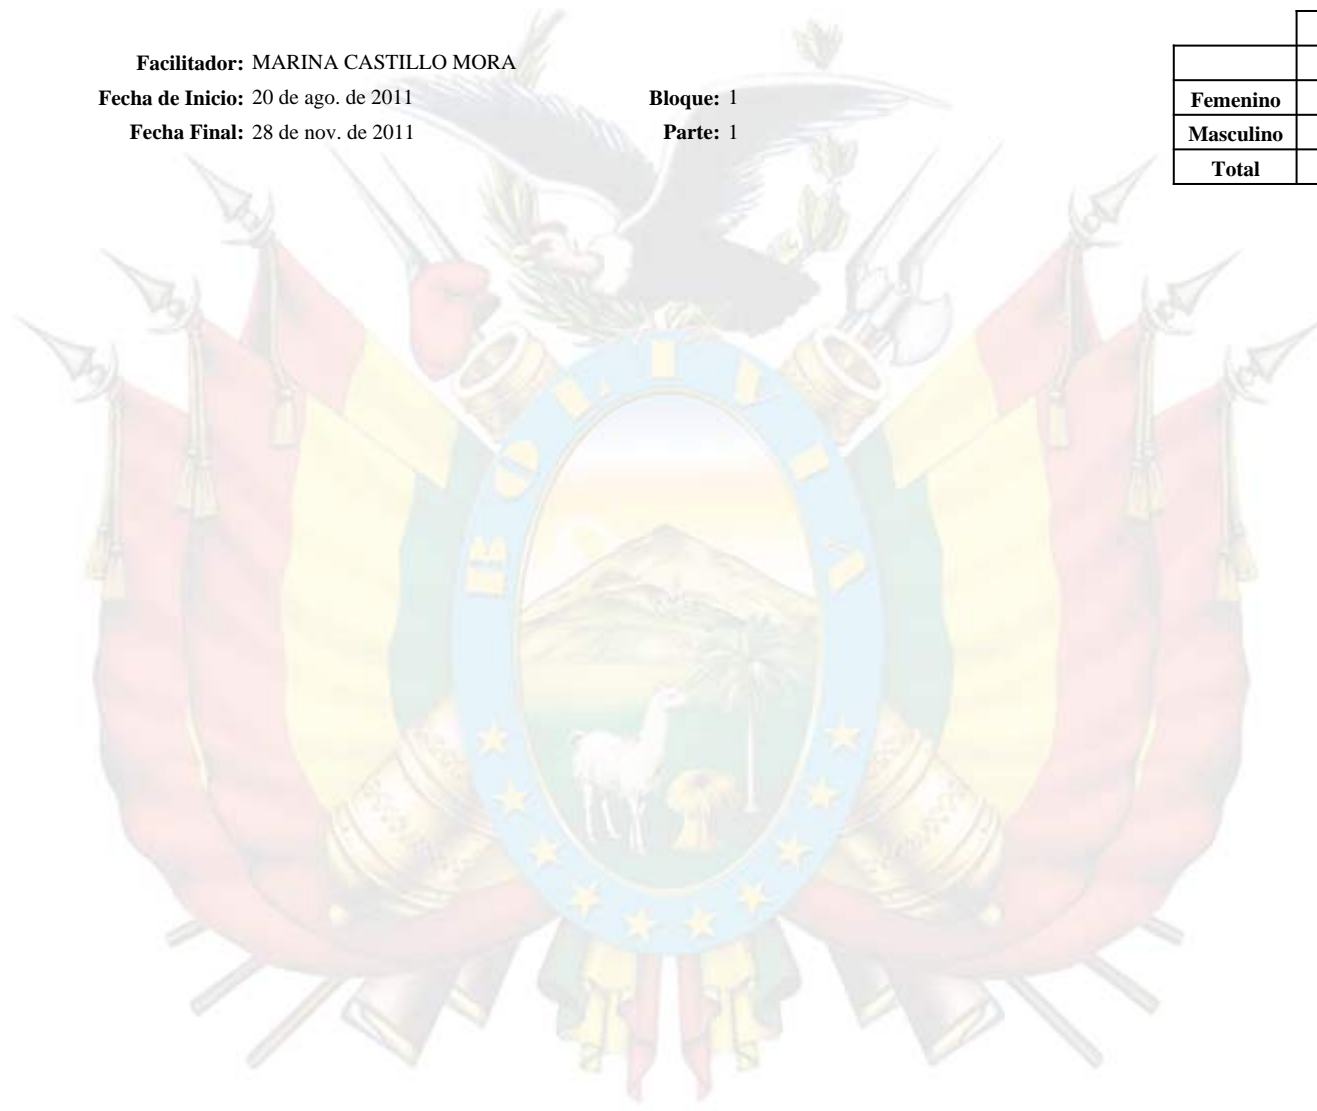 Facilitador: MARINA CASTILLO MORA
Fecha de Inicio: 20 de ago. de 2011 Bloque: 1
Fecha Final: 28 de nov. de 2011 Parte: 1
Femenino
Masculino
Total
BOLIVIA